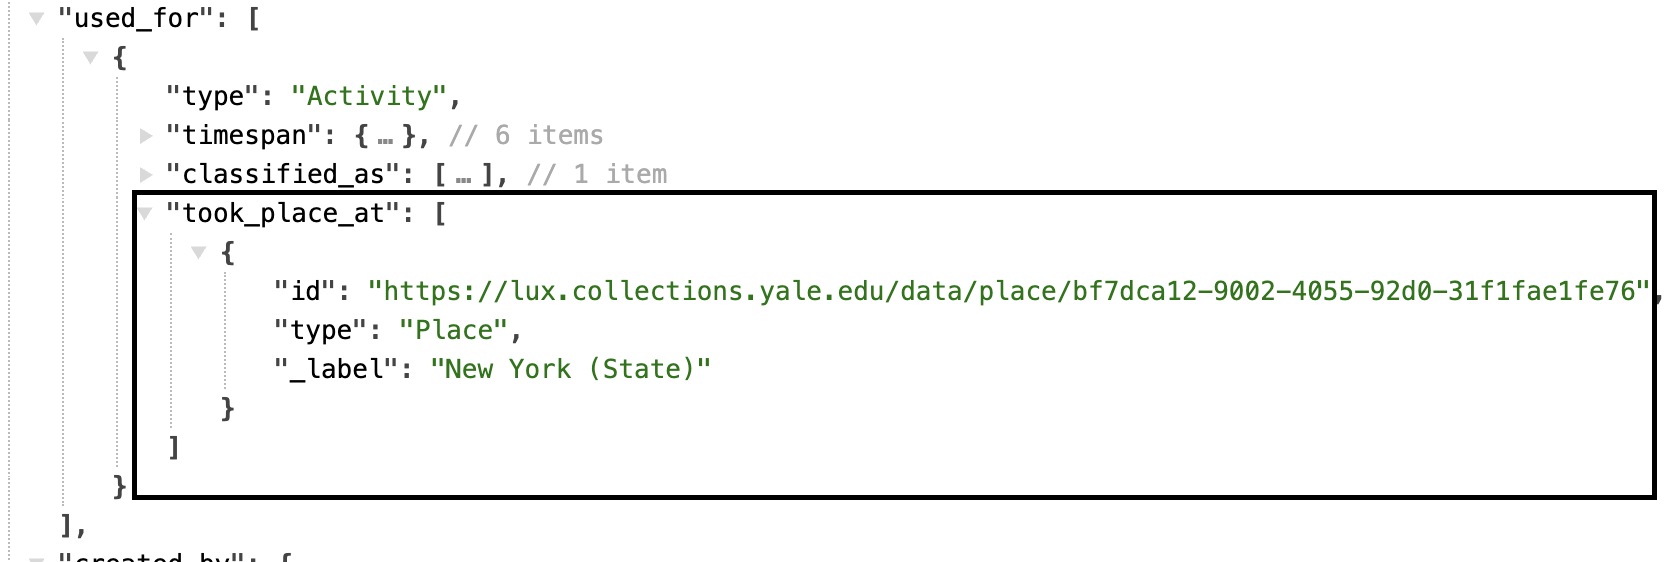 "used_for": [
{
"type": "Activity",
"timespan": { … }, // 6 items
"classified_as": [ … ], // 1 item
"took_place_at": [
{
"id": "https://lux.collections.yale.edu/data/place/bf7dca12-9002-4055-92d0-31f1fae1fe76",
"type": "Place",
"_label": "New York (State)"
}
]
}
],
"created_by": {